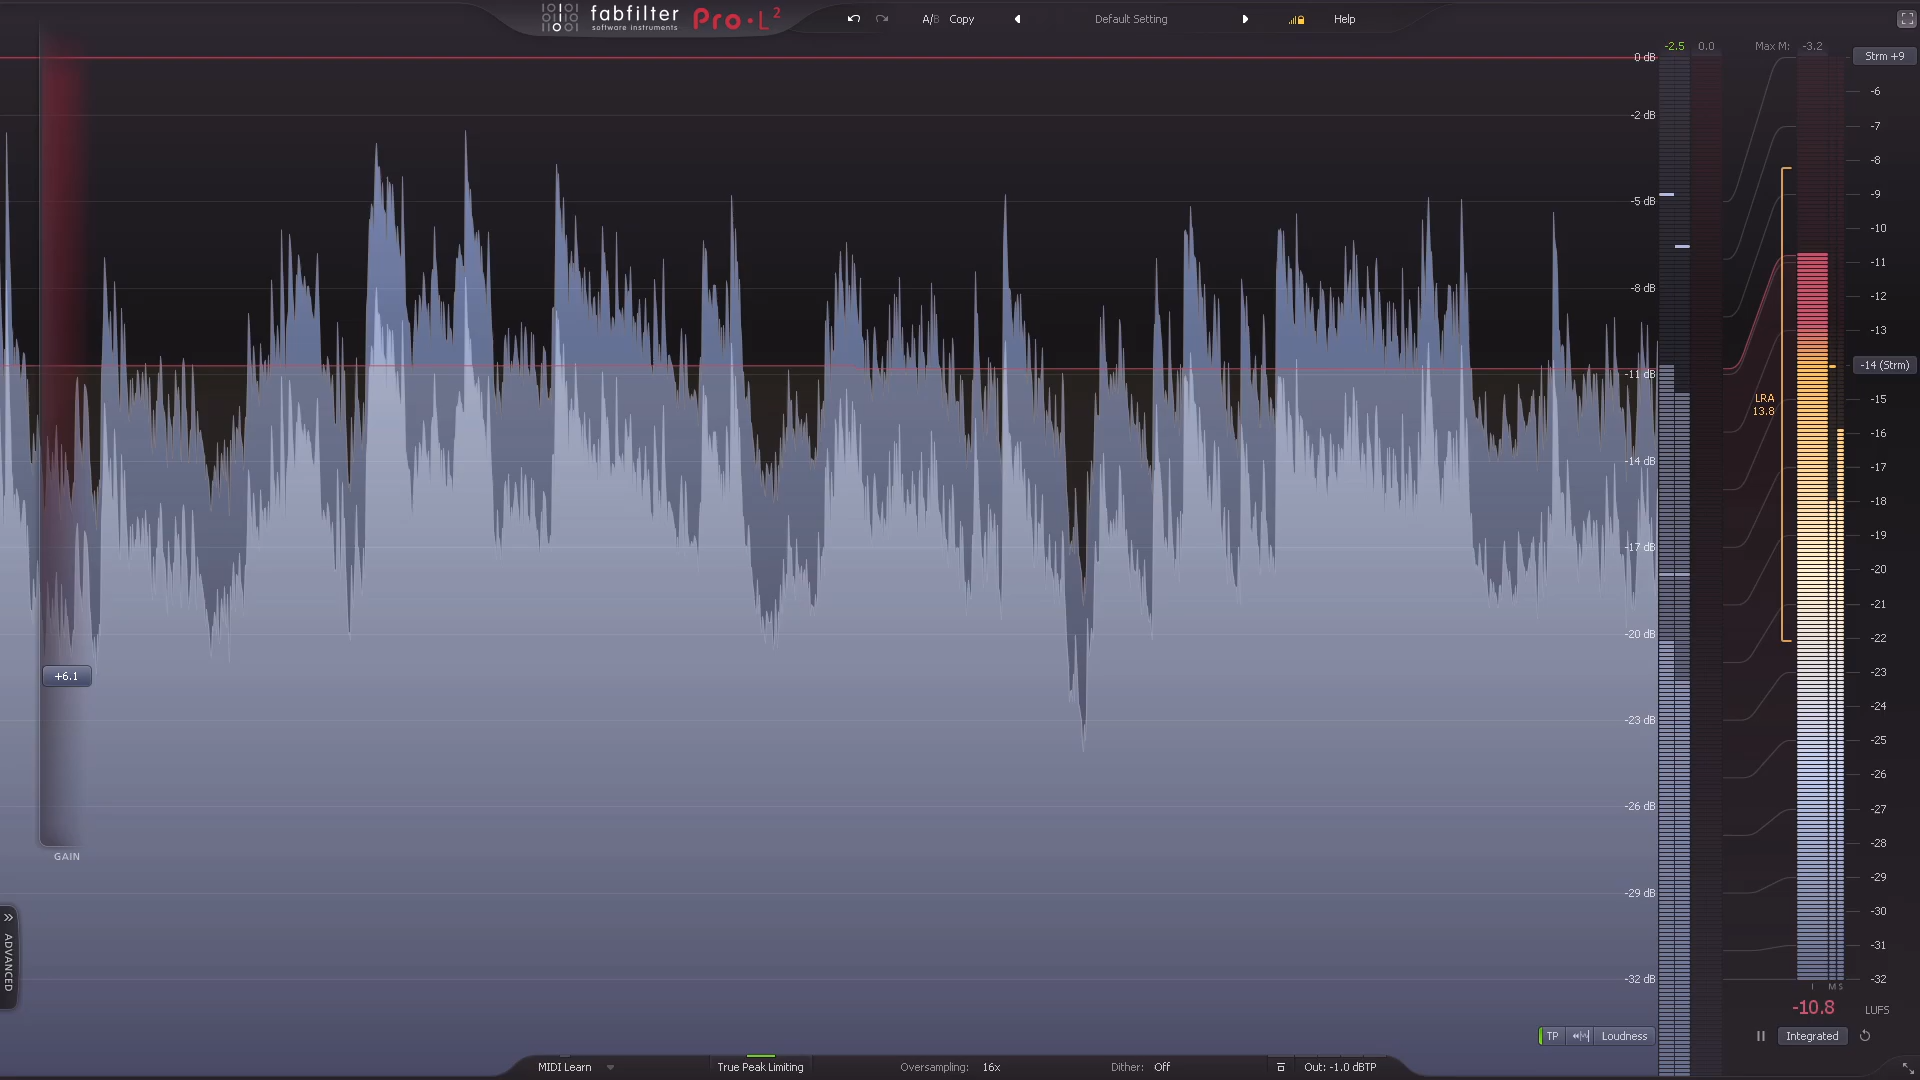 fabfilter Pro·L²
software instruments
A/B Copy Default Setting Help
-2.5 0.0 Max M: -3.2
Strm +9
0 dB
-2 dB
-5 dB
-8 dB
-11 dB
-14 dB
-17 dB
-20 dB
-23 dB
-26 dB
-29 dB
-32 dB
-6
-7
-8
-9
-10
-11
-12
-13
-14 (Strm)
-15
-16
-17
-18
-19
-20
-21
-22
-23
-24
-25
-26
-27
-28
-29
-30
-31
-32
LRA
13.8
+6.1
GAIN
ADVANCED
I M S
-10.8 LUFS
TP Loudness Integrated
MIDI Learn True Peak Limiting Oversampling: 16x Dither: Off Out: -1.0 dBTP